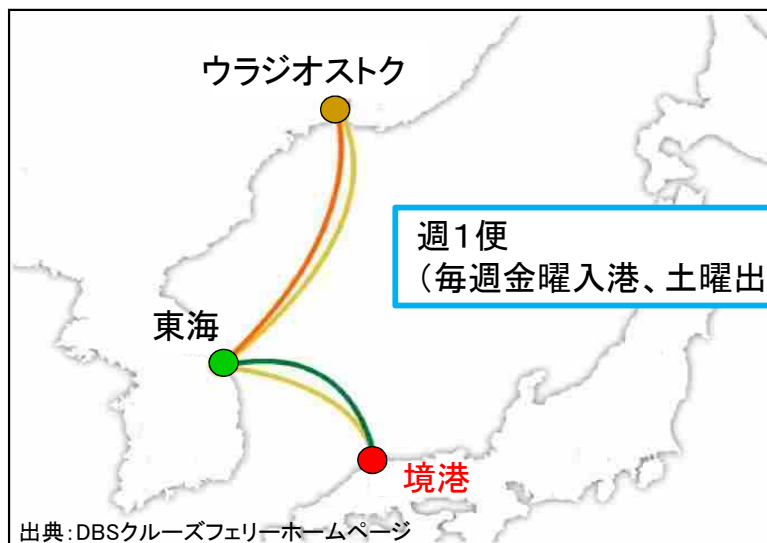 ウラジオストク
週1便
（毎週金曜入港、土曜出
東海
境港
出典：DBSクルーズフェリーホームページ